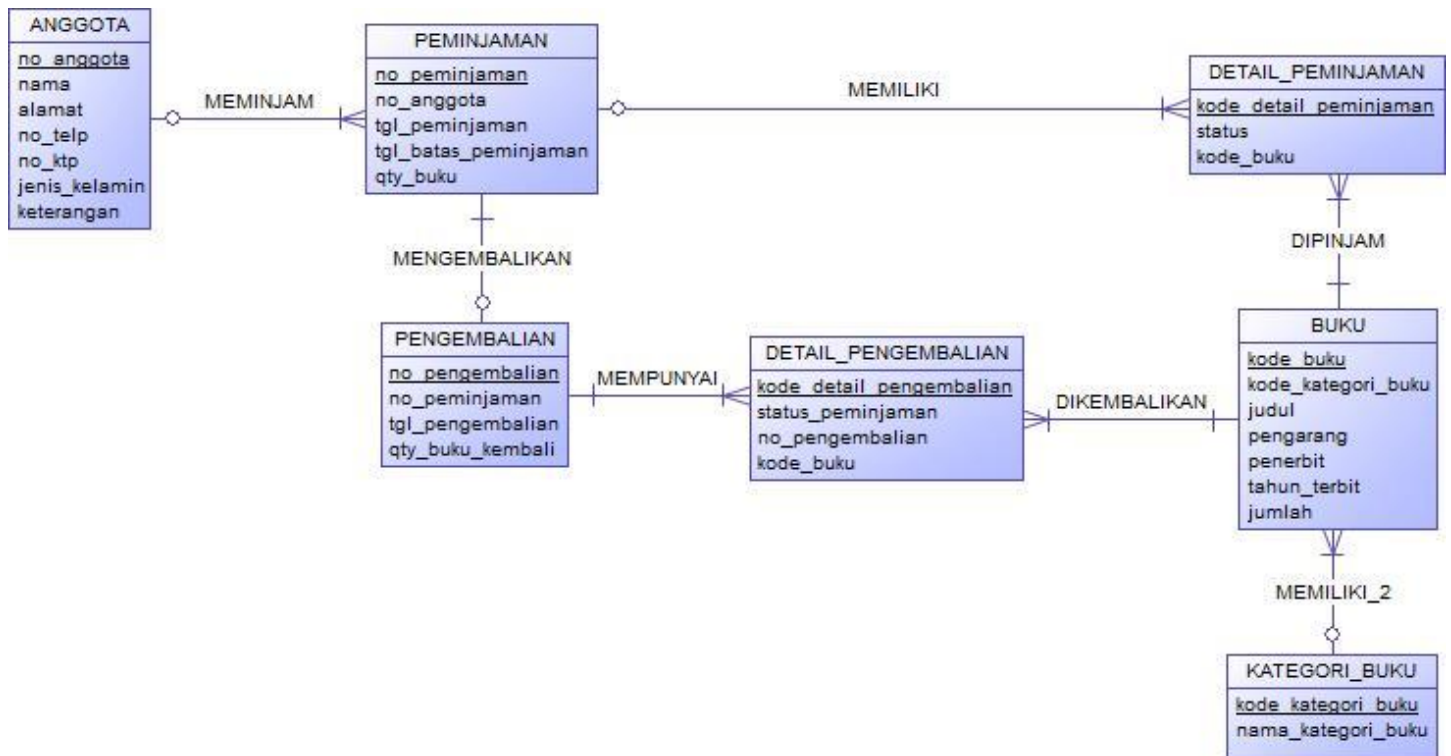 ANGGOTA
no_anggota
nama
alamat
no_telp
no_ktp
jenis_kelamin
keterangan
MEMINJAM
PEMINJAMAN
no_peminjaman
no_anggota
tgl_peminjaman
tgl_batas_peminjaman
qty_buku
MEMILIKI
DETAIL_PEMINJAMAN
kode_detail_peminjaman
status
kode_buku
MENGEMBALIKAN
DIPINJAM
PENGEMBALIAN
no_pengembalian
no_peminjaman
tgl_pengembalian
qty_buku_kembali
MEMPUNYAI
DETAIL_PENGEMBALIAN
kode_detail_pengembalian
status_peminjaman
no_pengembalian
kode_buku
DIKEMBALIKAN
BUKU
kode_buku
kode_kategori_buku
judul
pengarang
penerbit
tahun_terbit
jumlah
MEMILIKI_2
KATEGORI_BUKU
kode_kategori_buku
nama_kategori_buku